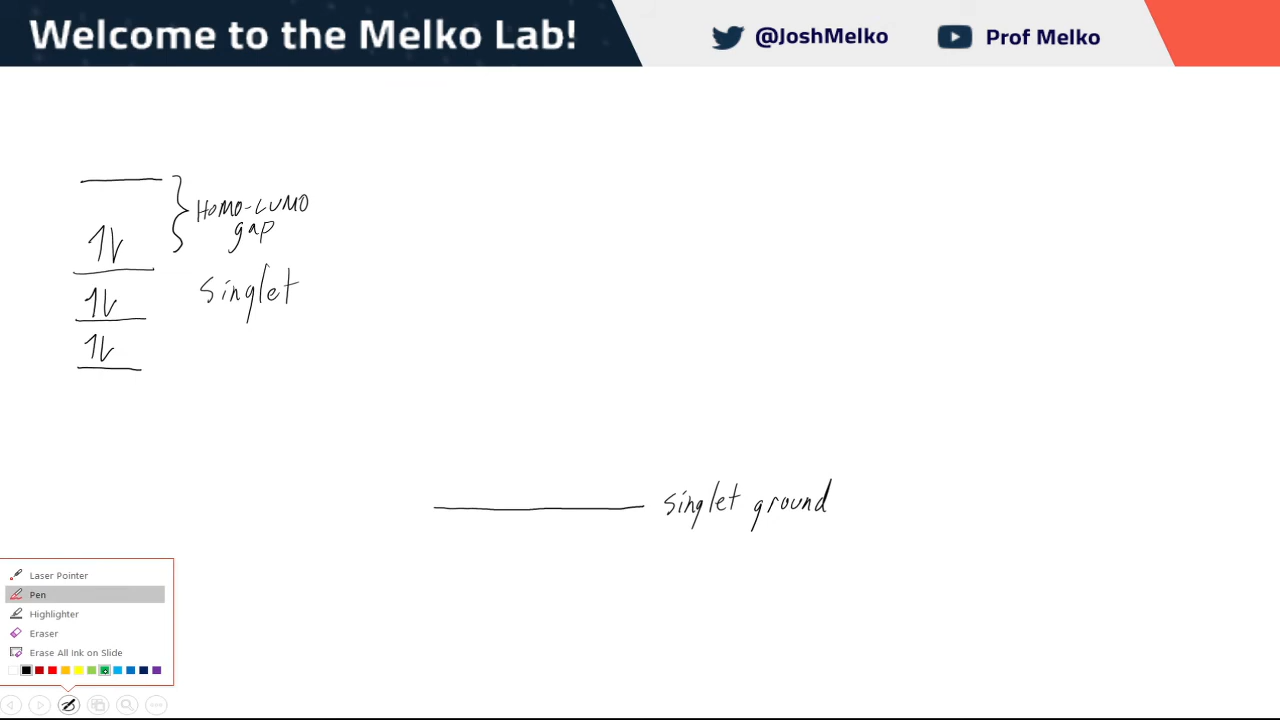 Welcome to the Melko Lab!
@JoshMelko
Prof Melko
HOMO-LUMO
gap
singlet
singlet ground
Laser Pointer
Pen
Highlighter
Eraser
Erase All Ink on Slide